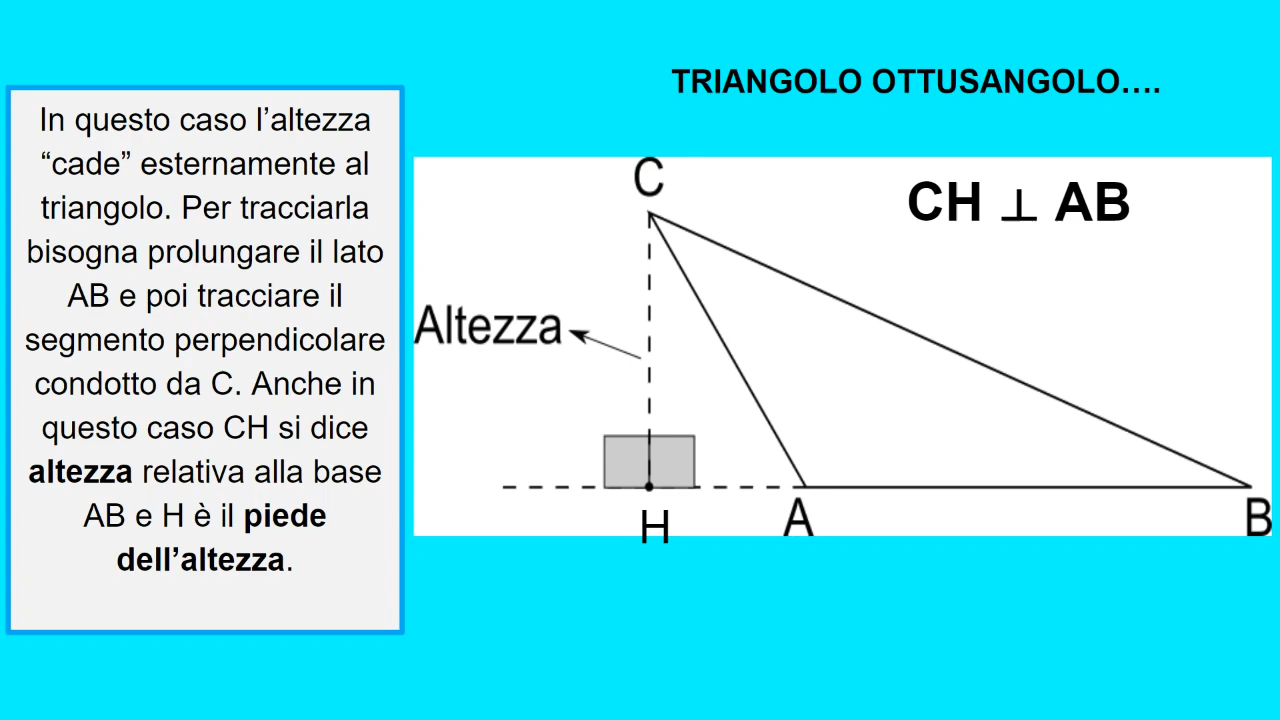 TRIANGOLO OTTUSANGOLO....
In questo caso l’altezza
“cade” esternamente al
triangolo. Per tracciarla
bisogna prolungare il lato
AB e poi tracciare il
segmento perpendicolare
condotto da C. Anche in
questo caso CH si dice
altezza relativa alla base
AB e H è il piede
dell’altezza.
C
CH ⊥ AB
Altezza
H
A
B